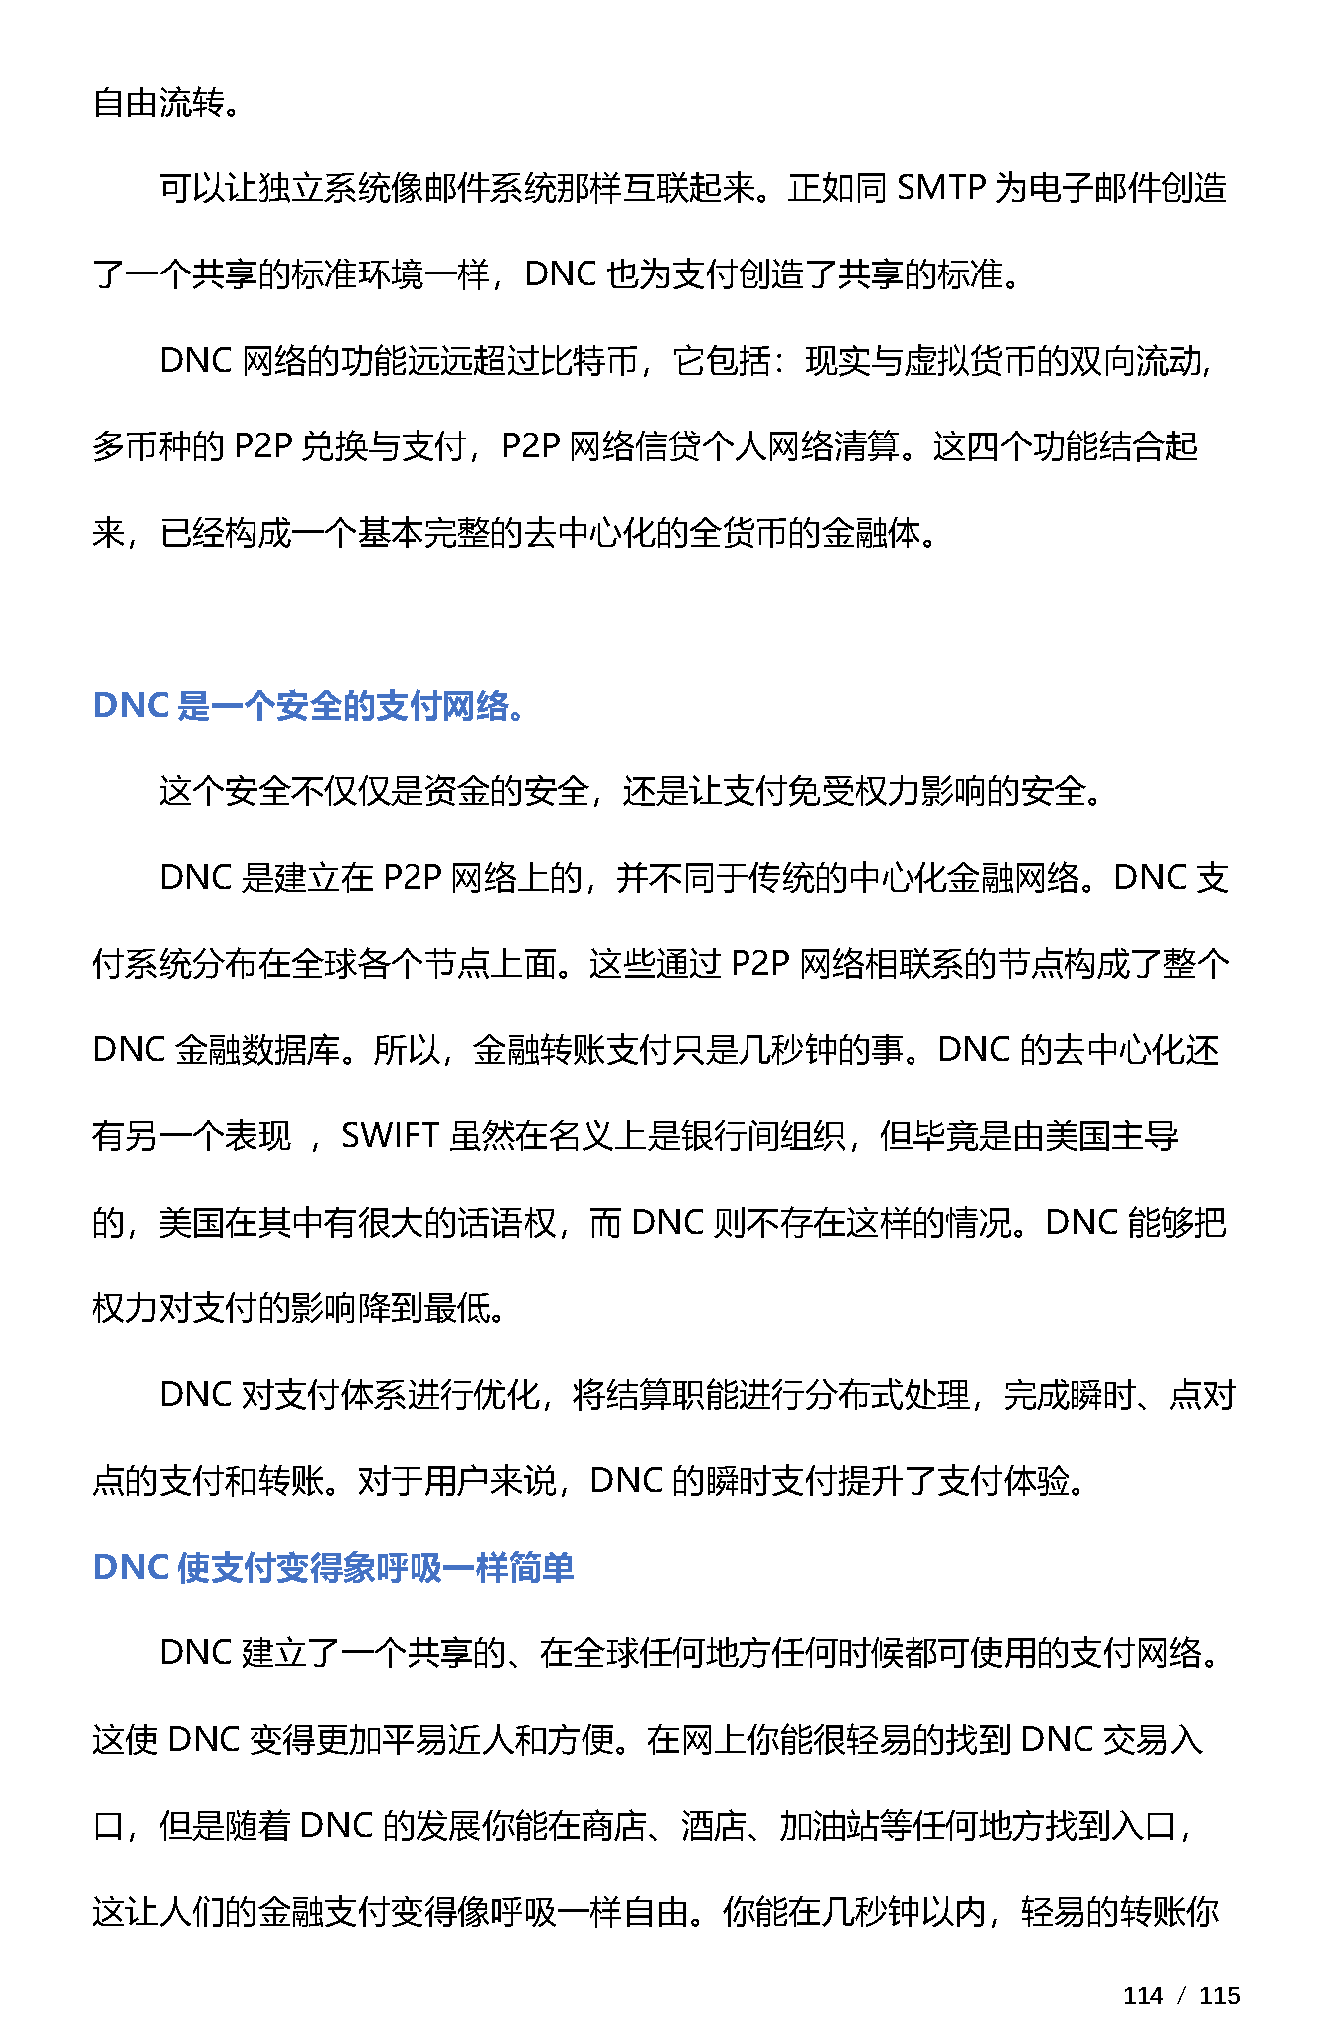 自由流转。
可以让独立系统像邮件系统那样互联起来。正如同 SMTP 为电子邮件创造
了一个共享的标准环境一样，DNC 也为支付创造了共享的标准。
DNC 网络的功能远远超过比特币，它包括：现实与虚拟货币的双向流动,
多币种的 P2P 兑换与支付，P2P 网络信贷个人网络清算。这四个功能结合起
来，已经构成一个基本完整的去中心化的全货币的金融体。
DNC 是一个安全的支付网络。
这个安全不仅仅是资金的安全，还是让支付免受权力影响的安全。
DNC 是建立在 P2P 网络上的，并不同于传统的中心化金融网络。DNC 支
付系统分布在全球各个节点上面。这些通过 P2P 网络相联系的节点构成了整个
DNC 金融数据库。所以，金融转账支付只是几秒钟的事。DNC 的去中心化还
有另一个表现 ，SWIFT 虽然在名义上是银行间组织，但毕竟是由美国主导
的，美国在其中有很大的话语权，而 DNC 则不存在这样的情况。DNC 能够把
权力对支付的影响降到最低。
DNC 对支付体系进行优化，将结算职能进行分布式处理，完成瞬时、点对
点的支付和转账。对于用户来说，DNC 的瞬时支付提升了支付体验。
DNC 使支付变得象呼吸一样简单
DNC 建立了一个共享的、在全球任何地方任何时候都可使用的支付网络。
这使 DNC 变得更加平易近人和方便。在网上你能很轻易的找到 DNC 交易入
口，但是随着 DNC 的发展你能在商店、酒店、加油站等任何地方找到入口，
这让人们的金融支付变得像呼吸一样自由。你能在几秒钟以内，轻易的转账你
114 / 115